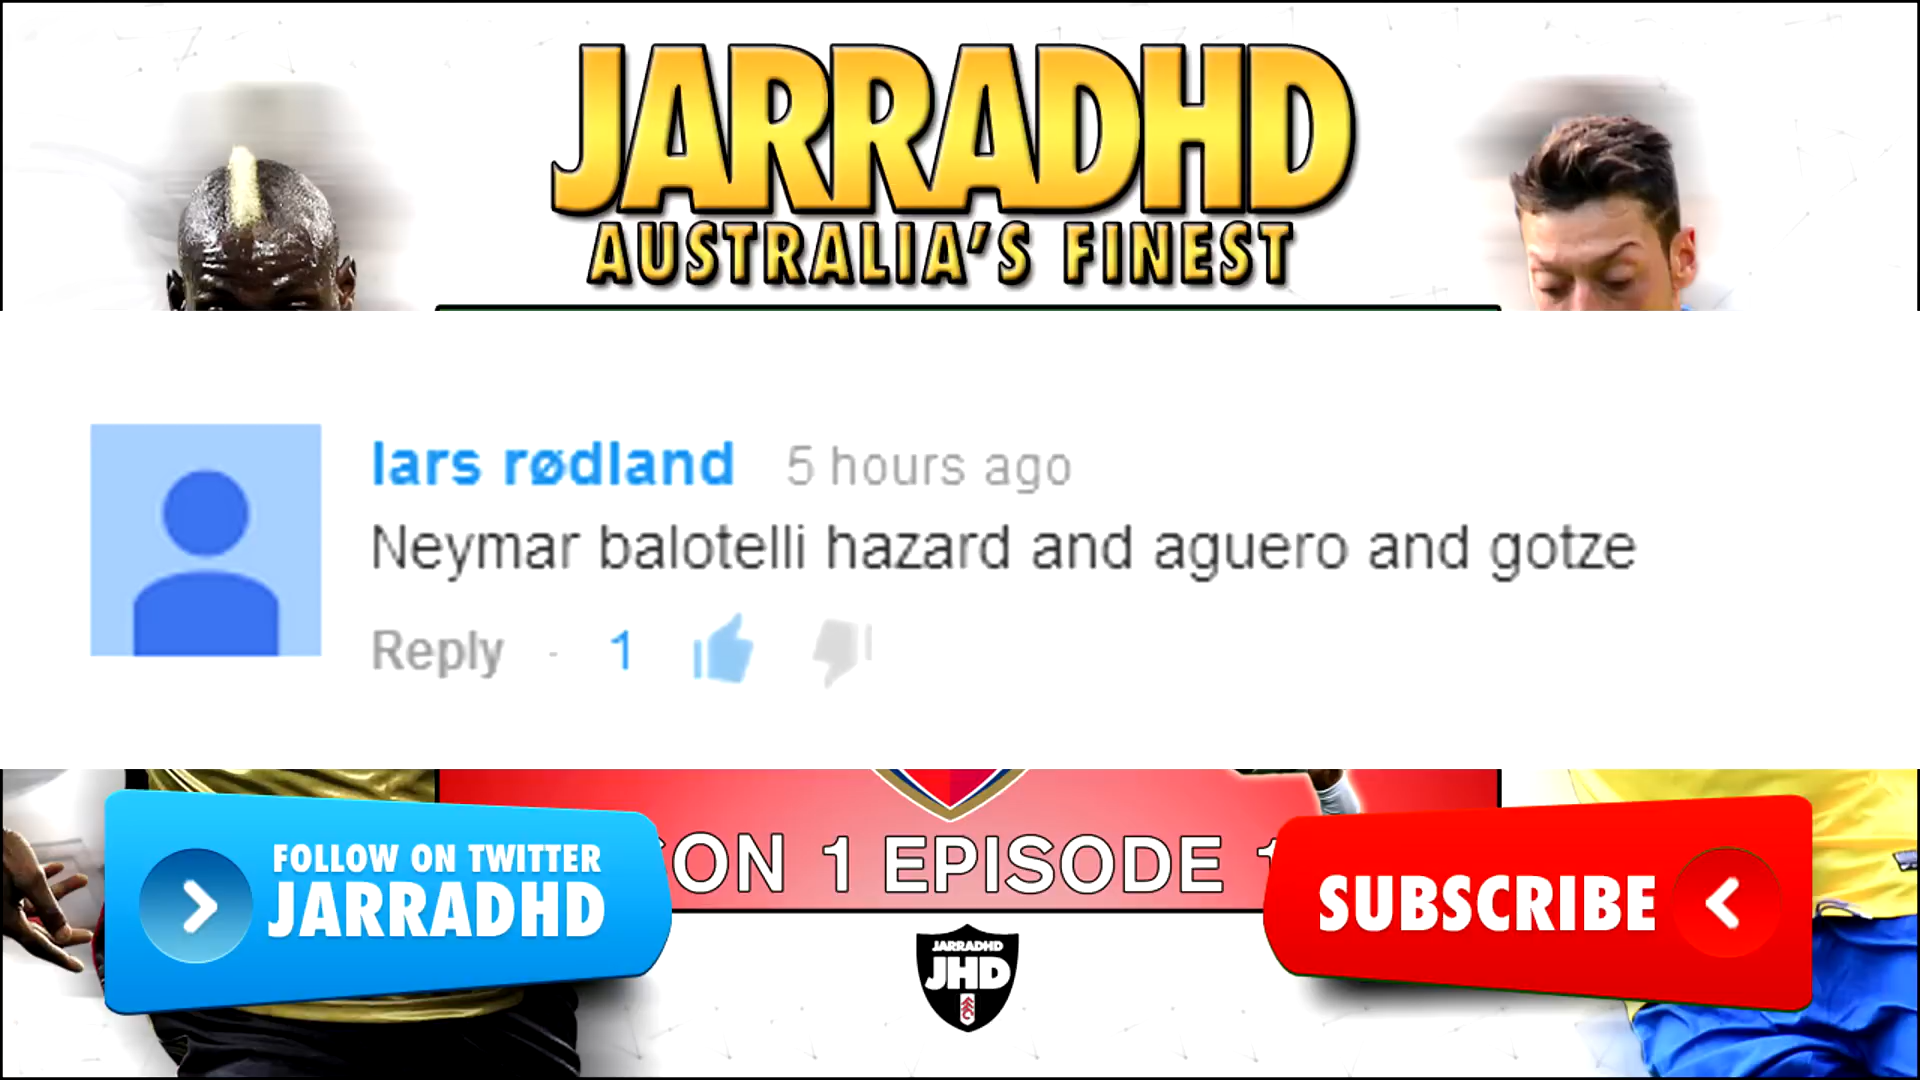 JARRADHD
AUSTRALIA'S FINEST
lars rødland 5 hours ago
Neymar balotelli hazard and aguero and gotze
Reply · 1
FOLLOW ON TWITTER
JARRADHD
ON 1 EPISODE 1
SUBSCRIBE
JARRADHD
JHD